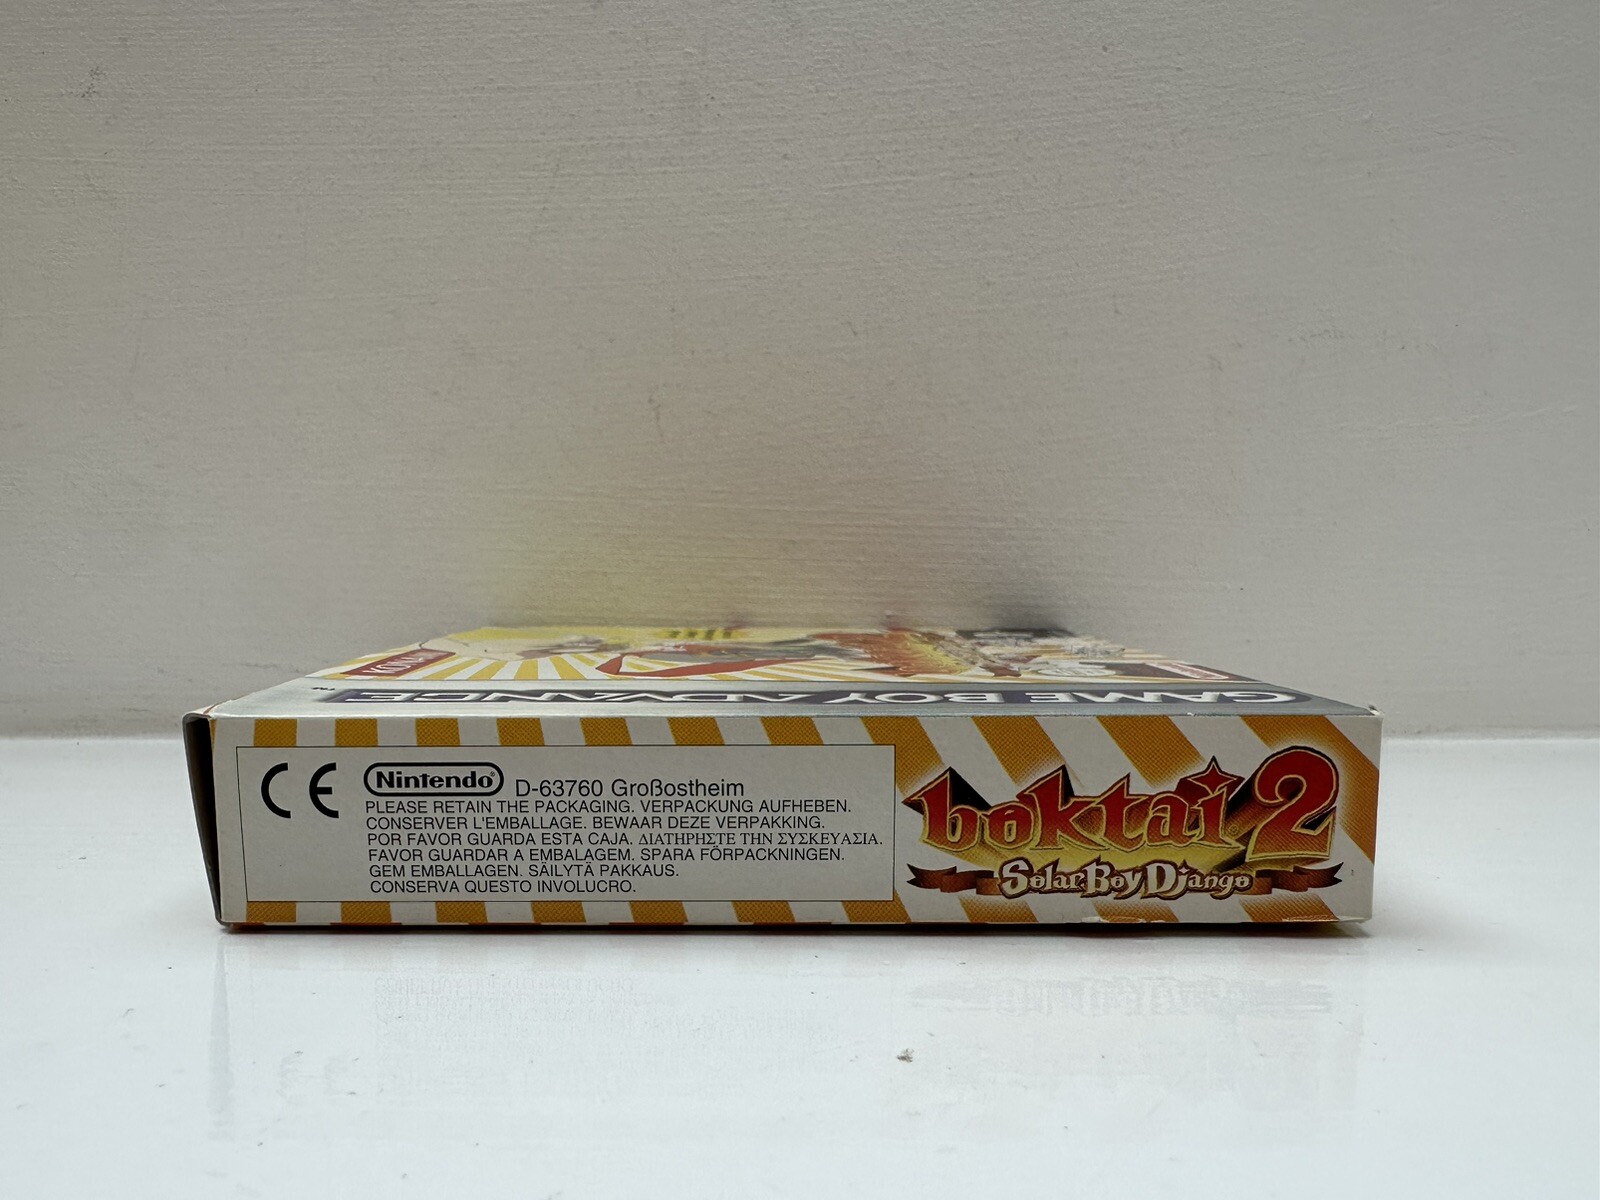 KONAMI
GAME BOY ADVANCE
TM
CE
Nintendo® D-63760 Großostheim
PLEASE RETAIN THE PACKAGING. VERPACKUNG AUFHEBEN.
CONSERVER L'EMBALLAGE. BEWAAR DEZE VERPAKKING.
POR FAVOR GUARDA ESTA CAJA. ΔΙΑΤΗΡΗΣΤΕ ΤΗΝ ΣΥΣΚΕΥΑΣΙΑ.
FAVOR GUARDAR A EMBALAGEM. SPARA FÖRPACKNINGEN.
GEM EMBALLAGEN. SÄILYTÄ PAKKAUS.
CONSERVA QUESTO INVOLUCRO.
boktai 2
Solar Boy Django